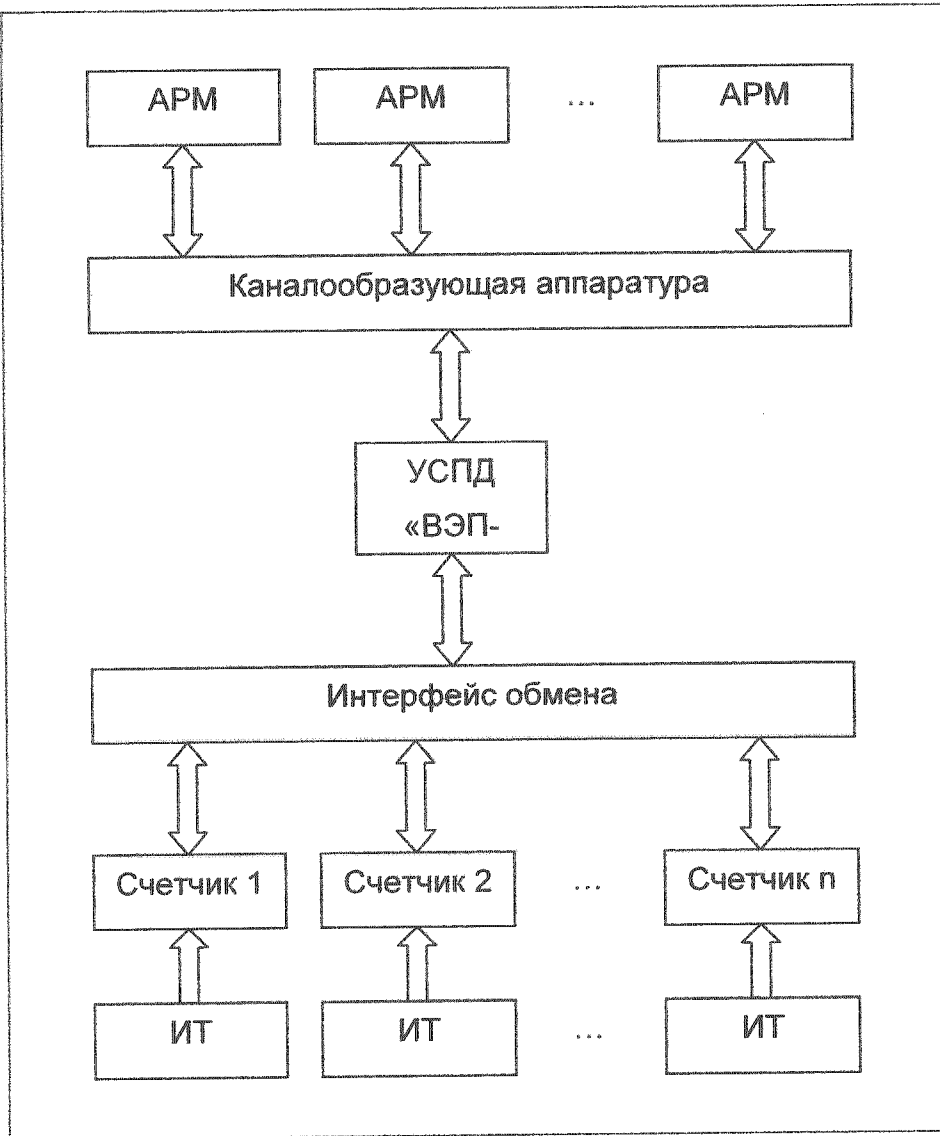 АРМ АРМ ... АРМ
Каналообразующая аппаратура
УСПД
«ВЭП-
Интерфейс обмена
Счетчик 1 Счетчик 2 ... Счетчик n
ИТ ИТ ... ИТ